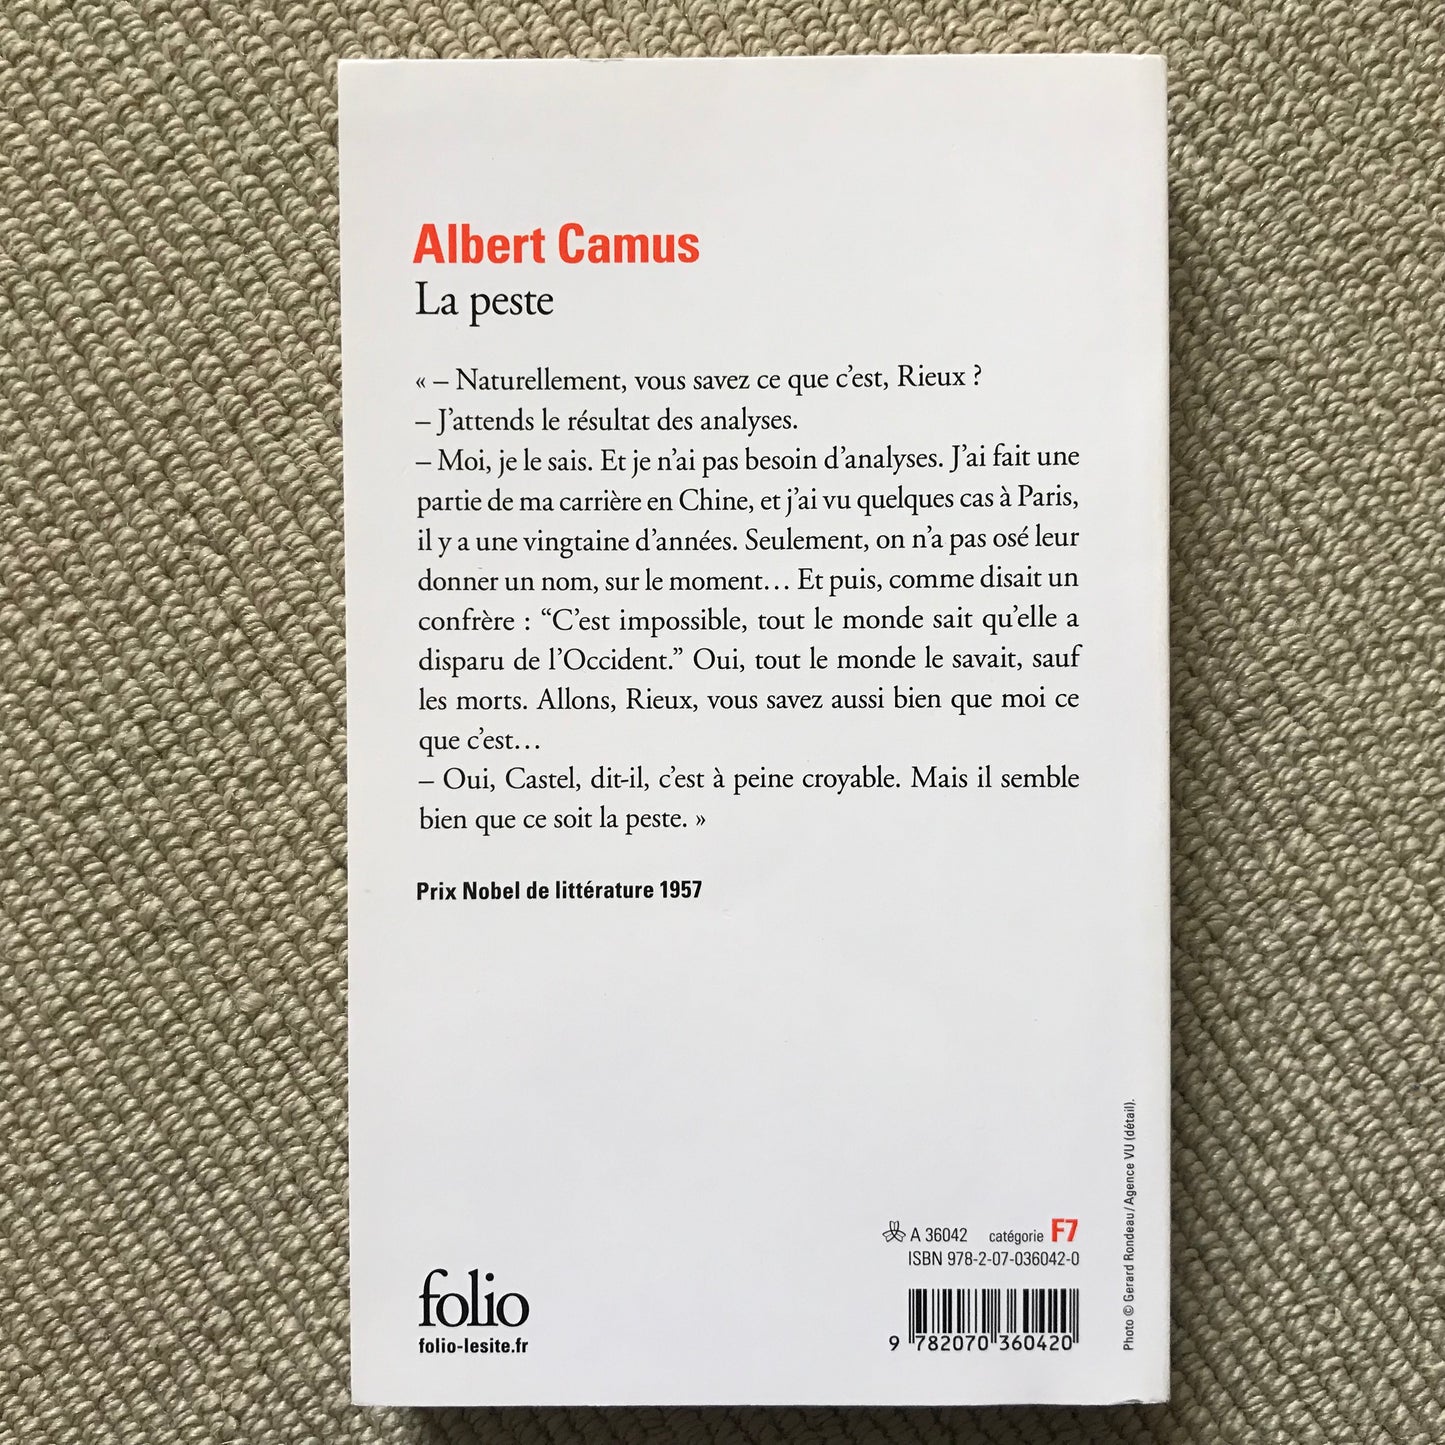 Albert Camus
La peste
« – Naturellement, vous savez ce que c’est, Rieux ?
– J’attends le résultat des analyses.
– Moi, je le sais. Et je n’ai pas besoin d’analyses. J’ai fait une
partie de ma carrière en Chine, et j’ai vu quelques cas à Paris,
il y a une vingtaine d’années. Seulement, on n’a pas osé leur
donner un nom, sur le moment… Et puis, comme disait un
confrère : “C’est impossible, tout le monde sait qu’elle a
disparu de l’Occident.” Oui, tout le monde le savait, sauf
les morts. Allons, Rieux, vous savez aussi bien que moi ce
que c’est…
– Oui, Castel, dit-il, c’est à peine croyable. Mais il semble
bien que ce soit la peste. »
Prix Nobel de littérature 1957
A 36042 catégorie F7
ISBN 978-2-07-036042-0
9 782070 360420
folio
folio-lesite.fr
Photo © Gerard Rondeau / Agence VU (détail).